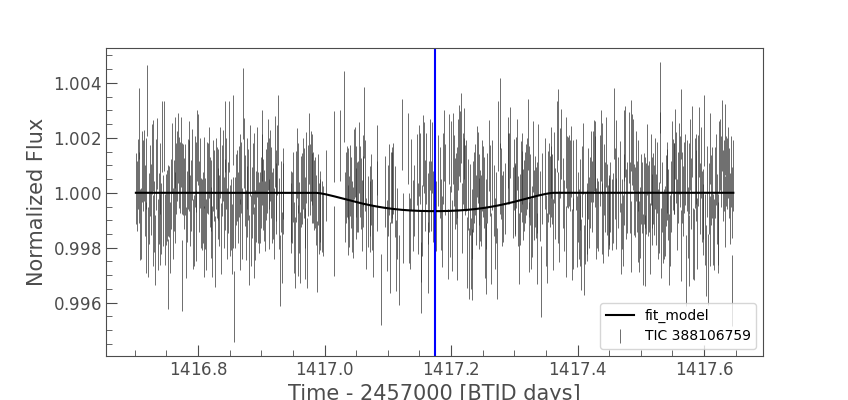 Normalized Flux
1.004
1.002
1.000
0.998
0.996
fit_model
TIC 388106759
1416.8
1417.0
1417.2
1417.4
1417.6
Time - 2457000 [BTJD days]